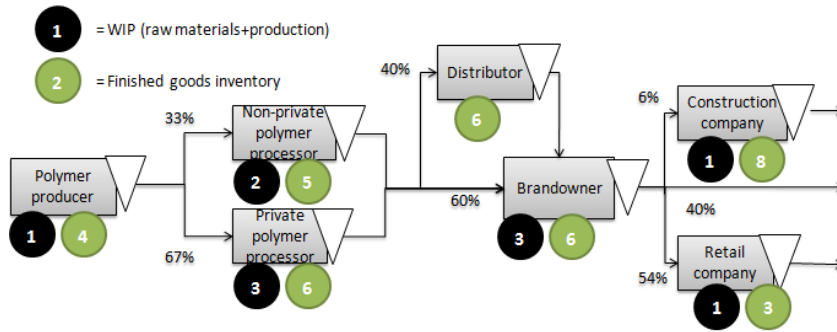 1 = WIP (raw materials+production)
2 = Finished goods inventory
40%
Distributor
6
6%
Construction
company
1 8
33%
Non-private
polymer
processor
2 5
Polymer
producer
1 4
60%
Brandowner
3 6
40%
67%
Private
polymer
processor
3 6
54%
Retail
company
1 3